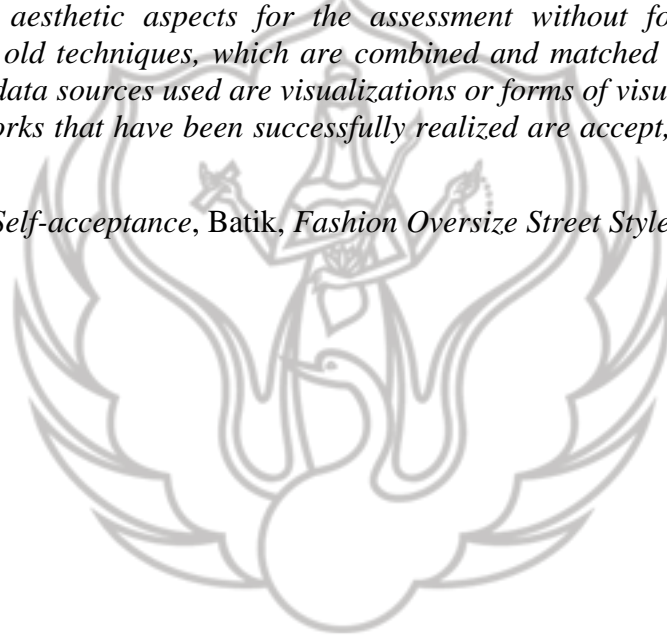 aesthetic aspects for the assessment without fo
old techniques, which are combined and matched
data sources used are visualizations or forms of visu
orks that have been successfully realized are accept,
Self-acceptance, Batik, Fashion Oversize Street Style